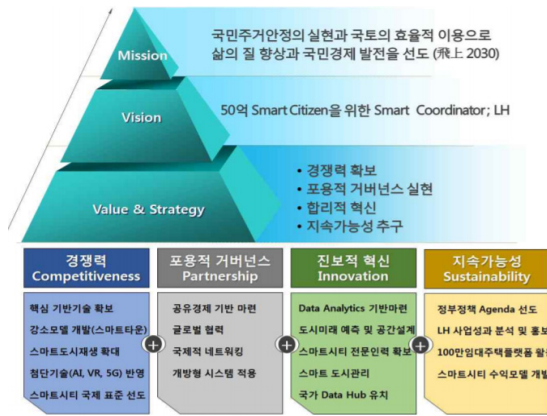 Mission
국민주거안정의 실현과 국토의 효율적 이용으로
삶의 질 향상과 국민경제 발전을 선도 (飛上 2030)
Vision
50억 Smart Citizen을 위한 Smart Coordinator ; LH
Value & Strategy
• 경쟁력 확보
• 포용적 거버넌스 실현
• 합리적 혁신
• 지속가능성 추구
경쟁력
Competitiveness
핵심 기반기술 확보
강소모델 개발(스마트타운)
스마트도시재생 확대
첨단기술(AI, VR, 5G) 반영
스마트시티 국제 표준 선도
포용적 거버넌스
Partnership
공유경제 기반 마련
글로벌 협력
국제적 네트워킹
개방형 시스템 적용
진보적 혁신
Innovation
Data Analytics 기반마련
도시미래 예측 및 공간설계
스마트시티 전문인력 확보
스마트 도시관리
국가 Data Hub 유치
지속가능성
Sustainability
정부정책 Agenda 선도
LH 사업성과 분석 및 홍보
100만임대주택플랫폼
스마트시티 수익모델 개발